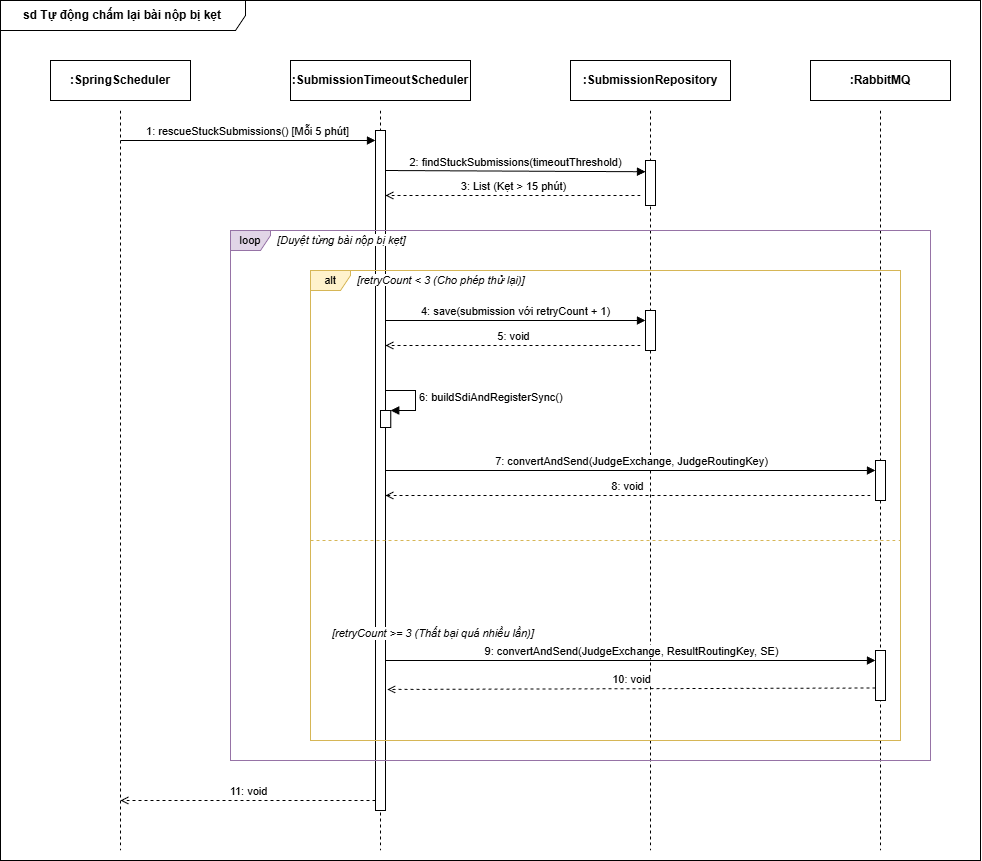 sd Tự động chấm lại bài nộp bị kẹt
:SpringScheduler
:SubmissionTimeoutScheduler
:SubmissionRepository
:RabbitMQ
1: rescueStuckSubmissions() [Mỗi 5 phút]
2: findStuckSubmissions(timeoutThreshold)
3: List (Kẹt > 15 phút)
loop
[Duyệt từng bài nộp bị kẹt]
alt
[retryCount < 3 (Cho phép thử lại)]
4: save(submission với retryCount + 1)
5: void
6: buildSdiAndRegisterSync()
7: convertAndSend(JudgeExchange, JudgeRoutingKey)
8: void
[retryCount >= 3 (Thất bại quá nhiều lần)]
9: convertAndSend(JudgeExchange, ResultRoutingKey, SE)
10: void
11: void